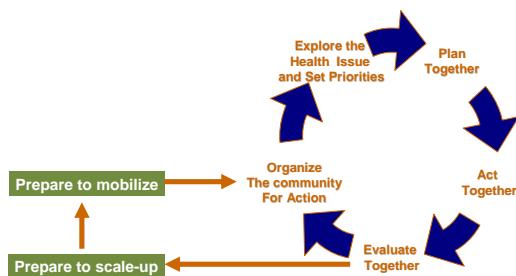 Explore the
Health Issue
and Set Priorities
Plan
Together
Act
Together
Evaluate
Together
Organize
The community
For Action
Prepare to mobilize
Prepare to scale-up